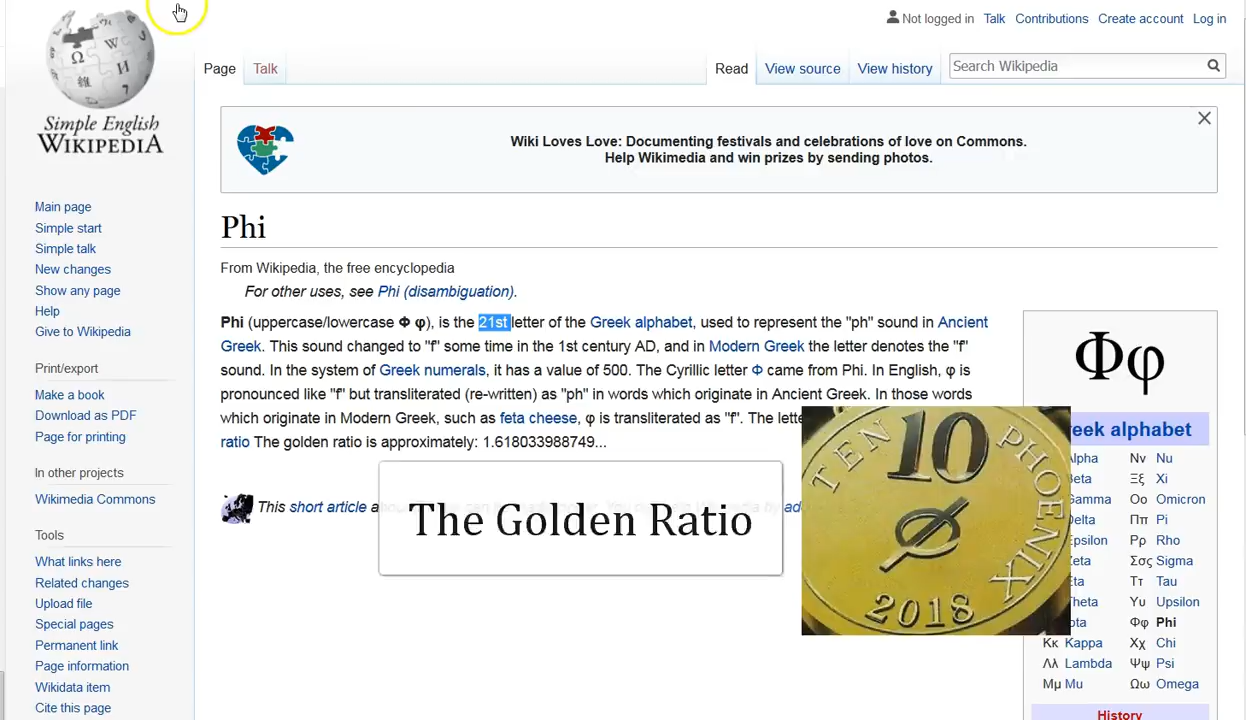 Not logged in Talk Contributions Create account Log in
Page Talk Read View source View history Search Wikipedia
Simple English
WIKIPEDIA
Main page
Simple start
Simple talk
New changes
Show any page
Help
Give to Wikipedia
Print/export
Make a book
Download as PDF
Page for printing
In other projects
Wikimedia Commons
Tools
What links here
Related changes
Upload file
Special pages
Permanent link
Page information
Wikidata item
Cite this page
Wiki Loves Love: Documenting festivals and celebrations of love on Commons.
Help Wikimedia and win prizes by sending photos.
Phi
From Wikipedia, the free encyclopedia
For other uses, see Phi (disambiguation).
Phi (uppercase/lowercase Φ φ), is the 21st letter of the Greek alphabet, used to represent the "ph" sound in Ancient
Greek. This sound changed to "f" some time in the 1st century AD, and in Modern Greek the letter denotes the "f"
sound. In the system of Greek numerals, it has a value of 500. The Cyrillic letter Ф came from Phi. In English, φ is
pronounced like "f" but transliterated (re-written) as "ph" in words which originate in Ancient Greek. In those words
which originate in Modern Greek, such as feta cheese, φ is transliterated as "f". The
ratio The golden ratio is approximately: 1.618033988749...
This short article
The Golden Ratio
TEN 10 PHOENIX
φ
2018
Φφ
alphabet
Νν Nu
Ξξ Xi
Οο Omicron
Ππ Pi
Ρρ Rho
Σσς Sigma
Ττ Tau
Υυ Upsilon
Φφ Phi
Κκ Kappa Χχ Chi
Λλ Lambda Ψψ Psi
Μμ Mu Ωω Omega
History